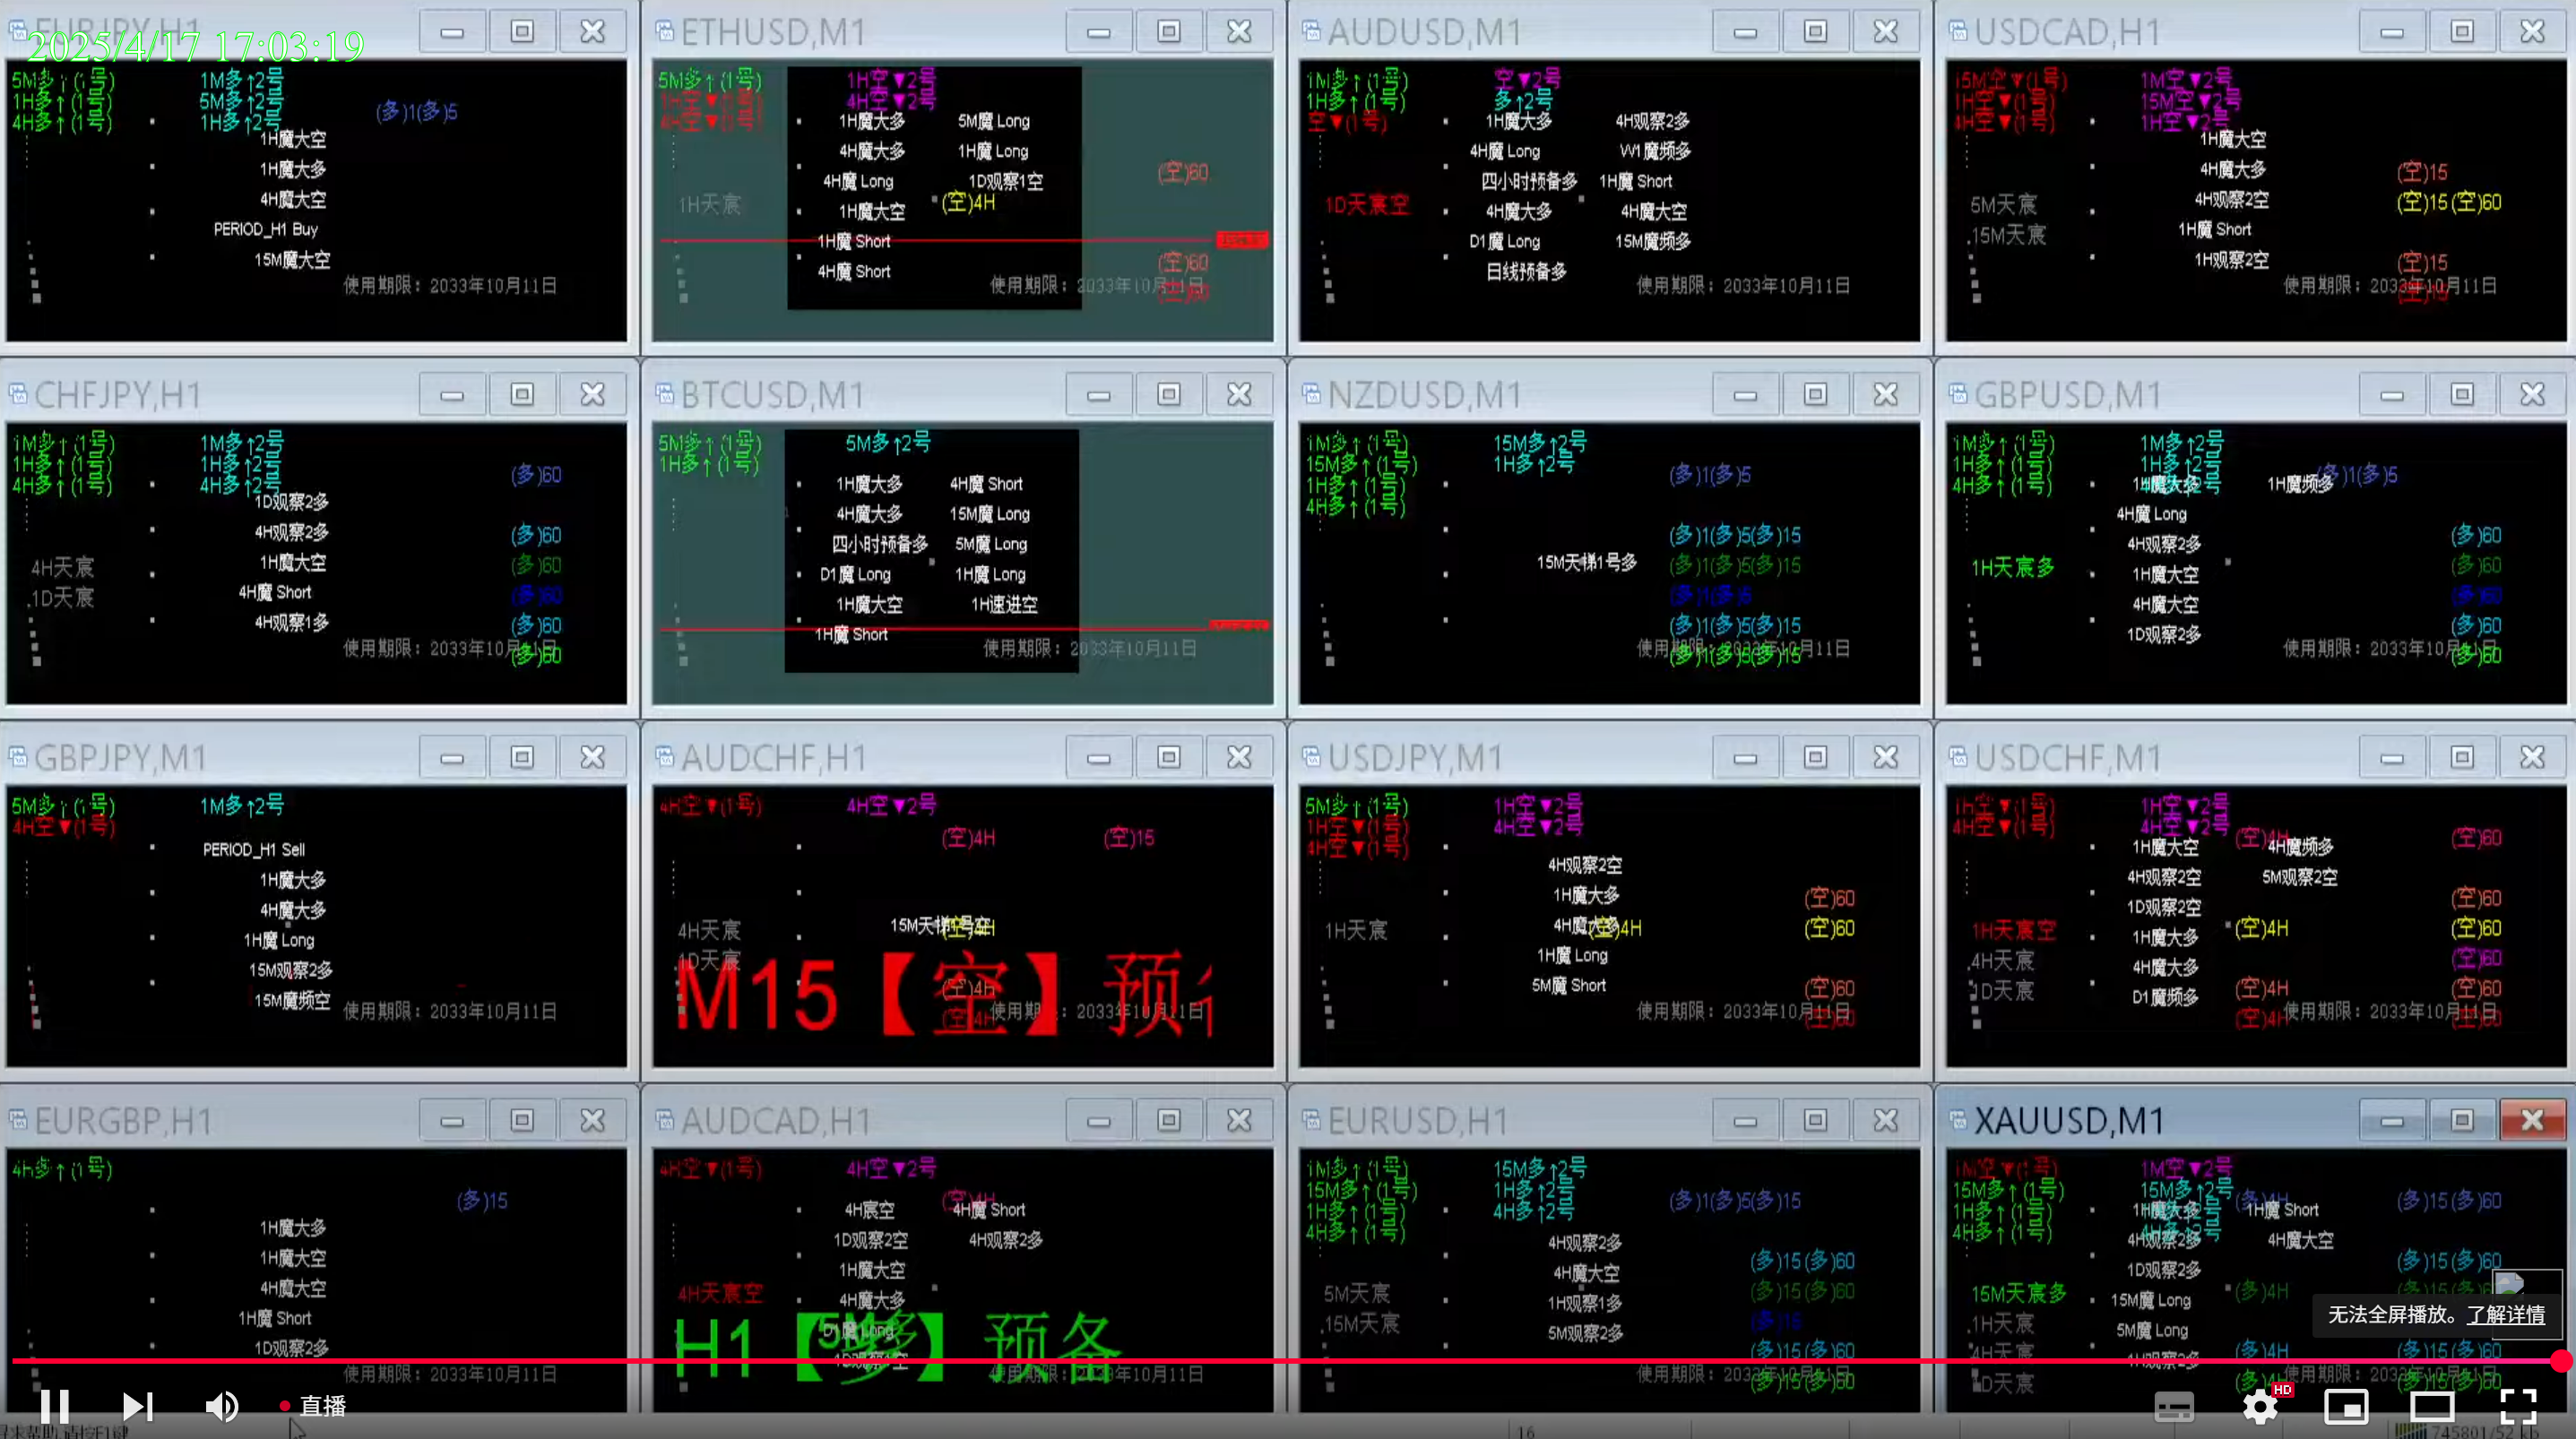 2025/4/17 17:03:19
EURJPY,H1
5M多↑(1号) 1M多↑2号
1H多↑(1号) 5M多↑2号
4H多↑(1号) 1H多↑2号
(多)1(多)5
1H魔大空
1H魔大多
4H魔大空
PERIOD_H1 Buy
15M魔大空
使用期限：2033年10月11日
ETHUSD,M1
5M多↑(1号) 1H空▼2号
1H空▼(1号) 4H空▼2号
4H空▼(1号)
1H魔大多 5M魔 Long
4H魔大多 1H魔 Long
(空)60
4H魔 Long 1D观察1空
1H天宸 1H魔大空 (空)4H
1H魔 Short
4H魔 Short (空)60
使用期限：2033年10月11日
(空)60
AUDUSD,M1
1M多↑(1号) 空▼2号
1H多↑(1号) 多↑2号
空▼(1号)
1H魔大多 4H观察2多
4H魔 Long W1魔频多
四小时预备多 1H魔 Short
1D天宸空 4H魔大多 4H魔大空
D1魔 Long 15M魔频多
日线预备多
使用期限：2033年10月11日
USDCAD,H1
15M空▼(1号) 1M空▼2号
1H空▼(1号) 15M空▼2号
4H空▼(1号) 1H空▼2号
1H魔大空
4H魔大多 (空)15
5M天宸 4H观察2空 (空)15(空)60
.15M天宸 1H魔 Short
1H观察2空 (空)15
使用期限：2033年10月11日
(空)15
CHFJPY,H1
1M多↑(1号) 1M多↑2号
1H多↑(1号) 1H多↑2号
4H多↑(1号) 4H多↑2号
(多)60
1D观察2多
4H观察2多 (多)60
4H天宸 1H魔大空 (多)60
.1D天宸 4H魔 Short (多)60
4H观察1多 (多)60
使用期限：2033年10月11日
(多)60
BTCUSD,M1
5M多↑(1号) 5M多↑2号
1H多↑(1号)
1H魔大多 4H魔 Short
4H魔大多 15M魔 Long
四小时预备多 5M魔 Long
D1魔 Long 1H魔 Long
1H魔大空 1H速进空
1H魔 Short
使用期限：2033年10月11日
NZDUSD,M1
1M多↑(1号) 15M多↑2号
15M多↑(1号) 1H多↑2号
1H多↑(1号)
4H多↑(1号)
(多)1(多)5
(多)1(多)5(多)15
15M天梯1号多 (多)1(多)5(多)15
(多)1(多)5
(多)1(多)5(多)15
使用期限：2033年10月11日
(多)1(多)5(多)15
GBPUSD,M1
1M多↑(1号) 1M多↑2号
1H多↑(1号) 1H多↑2号
4H多↑(1号)
(多)1(多)5
1H魔大多 1H魔频多
4H魔 Long
4H观察2多 (多)60
1H天宸多 1H魔大空 (多)60
4H魔大空 (多)60
1D观察2多 (多)60
使用期限：2033年10月11日
(多)60
GBPJPY,M1
5M多↑(1号) 1M多↑2号
4H空▼(1号)
PERIOD_H1 Sell
1H魔大多
4H魔大多
1H魔 Long
15M观察2多
15M魔频空
使用期限：2033年10月11日
AUDCHF,H1
4H空▼(1号) 4H空▼2号
(空)4H (空)15
4H天宸 15M天梯1号空 (空)4H
.1D天宸
M15【空】预
(空)4H
(空)4H
使用期限：2033年10月11日
USDJPY,M1
5M多↑(1号) 1H空▼2号
1H空▼(1号) 4H空▼2号
4H空▼(1号)
4H观察2空
1H魔大多 (空)60
1H天宸 4H魔大多 (空)4H (空)60
1H魔 Long
5M魔 Short (空)60
使用期限：2033年10月11日
(空)60
USDCHF,M1
1H空▼(1号) 1H空▼2号
4H空▼(1号) 4H空▼2号
(空)4H (空)60
1H魔大空 4H魔频多
4H观察2空 5M观察2空
1D观察2空 (空)60
1H天宸空 1H魔大多 (空)4H (空)60
.4H天宸 4H魔大多 (空)60
1D天宸 D1魔频多 (空)4H (空)60
使用期限：2033年10月11日
(空)4H (空)60
EURGBP,H1
4h多↑(1号)
(多)15
1H魔大多
1H魔大空
4H魔大空
1H魔 Short
1D观察2多
使用期限：2033年10月11日
AUDCAD,H1
4H空▼(1号) 4H空▼2号
(空)4H
4H宸空 4H魔 Short
1D观察2空 4H观察2多
1H魔大空
4H天宸空 4H魔大多
D1魔 Long
H1【多】预备
使用期限：2033年10月11日
EURUSD,H1
1M多↑(1号) 15M多↑2号
15M多↑(1号) 1H多↑2号
1H多↑(1号) 4H多↑2号
4H多↑(1号)
(多)1(多)5(多)15
4H观察2多 (多)15(多)60
4H魔大空
5M天宸 1H观察1多 (多)15(多)60
.15M天宸 5M观察2多 (多)15
(多)15(多)60
使用期限：2033年10月11日
(多)15(多)60
XAUUSD,M1
1M空▼(1号) 1M空▼2号
15M多↑(1号) 15M多↑2号
1H多↑(1号)
4H多↑(1号)
(多)4H (多)15(多)60
1H魔大多 1H魔 Short
4H观察2多 4H魔大空
1D观察2多 (多)15(多)60
15M天宸多 15M魔 Long (多)4H
.1H天宸 5M魔 Long
4H天宸 (多)4H (多)15(多)60
1D天宸
使用期限：2033年10月11日
无法全屏播放。了解详情
直播
HD
16
745801/52 kb